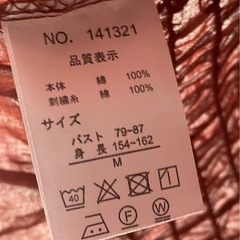 NO. 141321
品質表示
本体 綿 100%
刺繍糸 綿 100%
サイズ
バスト 79-87
身長 154-162
M
40
F W